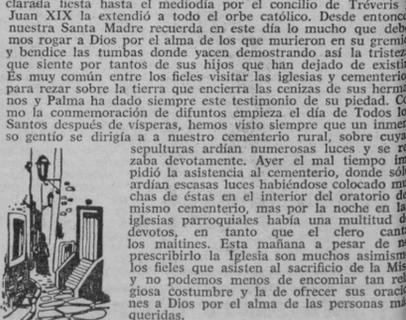 clarada fiesta hasta el mediodía por el concilio de Tréveris
Juan XIX la extendió a todo el orbe católico. Desde entonce
nuestra Santa Madre recuerda en este día lo mucho que debe
mos rogar a Dios por el alma de los que murieron en su gremio
y bendice las tumbas donde yacen demostrando así la tristez
que siente por tantos de sus hijos que han dejado de existir
Es muy común entre los fieles visitar las iglesias y cementerio
para rezar sobre la tierra que encierra las cenizas de sus herma
nos y Palma ha dado siempre este testimonio de su piedad. Co
mo la conmemoración de difuntos empieza el día de Todos lo
Santos después de vísperas, hemos visto siempre que un inmen
so gentío se dirigía a a nuestro cementerio rural, sobre cuya
sepulturas ardían numerosas luces y se re
zaba devotamente. Ayer el mal tiempo im
pidió la asistencia al cementerio, donde sólo
ardían escasas luces habiéndose colocado mu
chas de éstas en el interior del oratorio de
mismo cementerio, mas por la noche en la
iglesias parroquiales había una multitud d
devotos, en tanto que el clero canta
los maitines. Esta mañana a pesar de no
prescribirlo la Iglesia son muchos asimism
los fieles que asisten al sacrificio de la Mis
y no podemos menos de encomiar tan rel
giosa costumbre y la de ofrecer sus oracio
nes a Dios por el alma de las personas má
queridas.